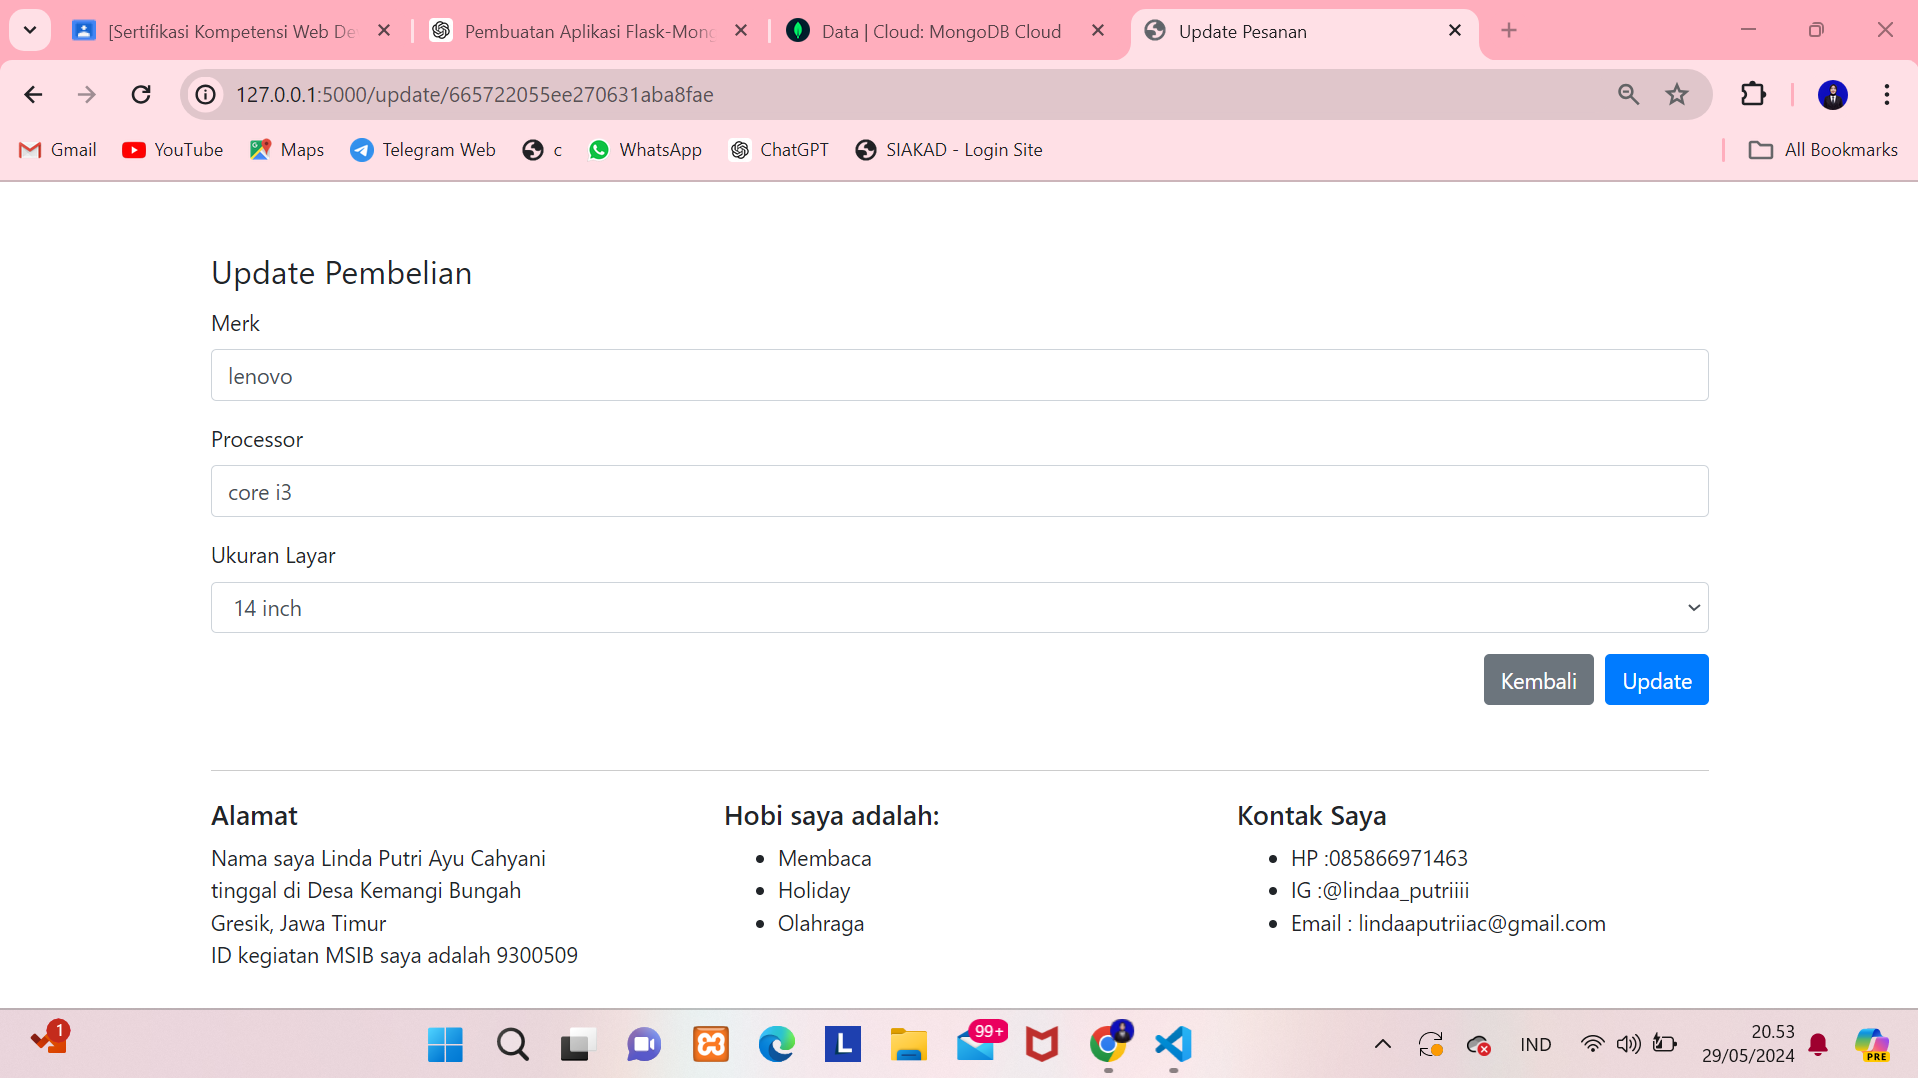 [Sertifikasi Kompetensi Web De
Pembuatan Aplikasi Flask-Mong
Data | Cloud: MongoDB Cloud
Update Pesanan
127.0.0.1:5000/update/665722055ee270631aba8fae
Gmail
YouTube
Maps
Telegram Web
c
WhatsApp
ChatGPT
SIAKAD - Login Site
All Bookmarks
Update Pembelian
Merk
lenovo
Processor
core i3
Ukuran Layar
14 inch
Kembali
Update
Alamat
Nama saya Linda Putri Ayu Cahyani
tinggal di Desa Kemangi Bungah
Gresik, Jawa Timur
ID kegiatan MSIB saya adalah 9300509
Hobi saya adalah:
Membaca
Holiday
Olahraga
Kontak Saya
HP :085866971463
IG :@lindaa_putriiii
Email : lindaaputriiac@gmail.com
1
L
99+
IND
20.53
29/05/2024
PRE